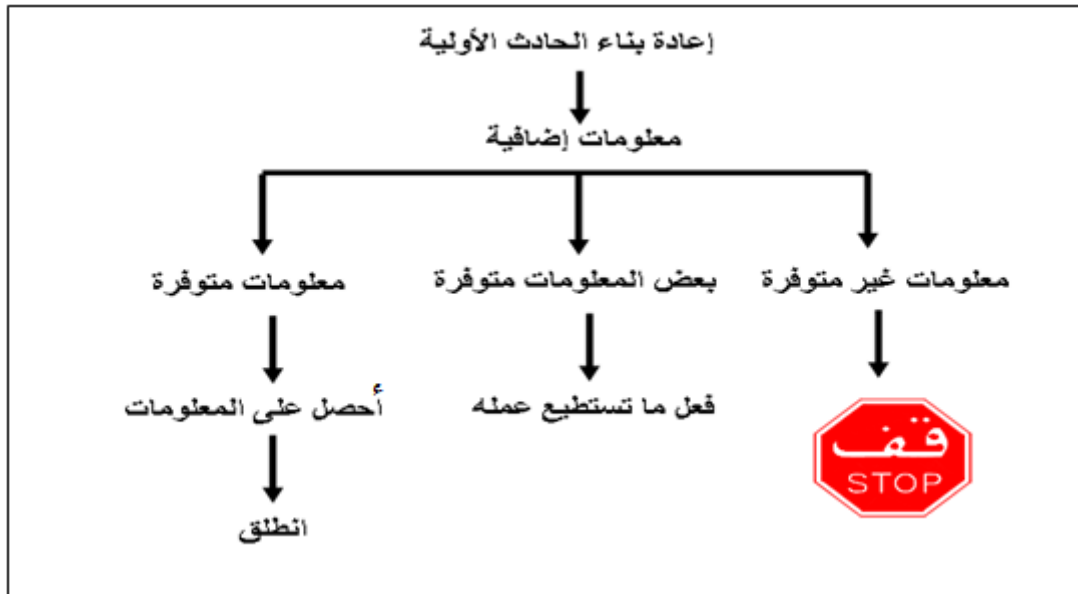 إعادة بناء الحادث الأولية
معلومات إضافية
معلومات غير متوفرة
بعض المعلومات متوفرة
معلومات متوفرة
قف
STOP
فعل ما تستطيع عمله
أحصل على المعلومات
انطلق